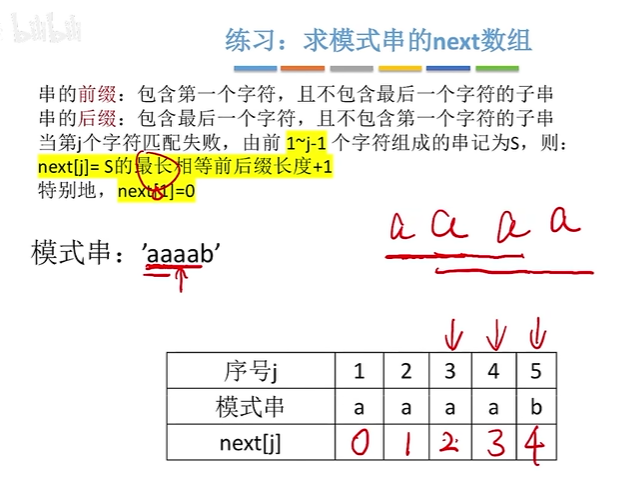 bilibili
练习：求模式串的next数组
串的前缀：包含第一个字符，且不包含最后一个字符的子串
串的后缀：包含最后一个字符，且不包含第一个字符的子串
当第j个字符匹配失败，由前 1~j-1 个字符组成的串记为S，则：
next[j]= S的最长相等前后缀长度+1
特别地，next[1]=0
a a a a
模式串：’aaaab’
序号j 1 2 3 4 5
模式串 a a a a b
next[j] 0 1 2 3 4